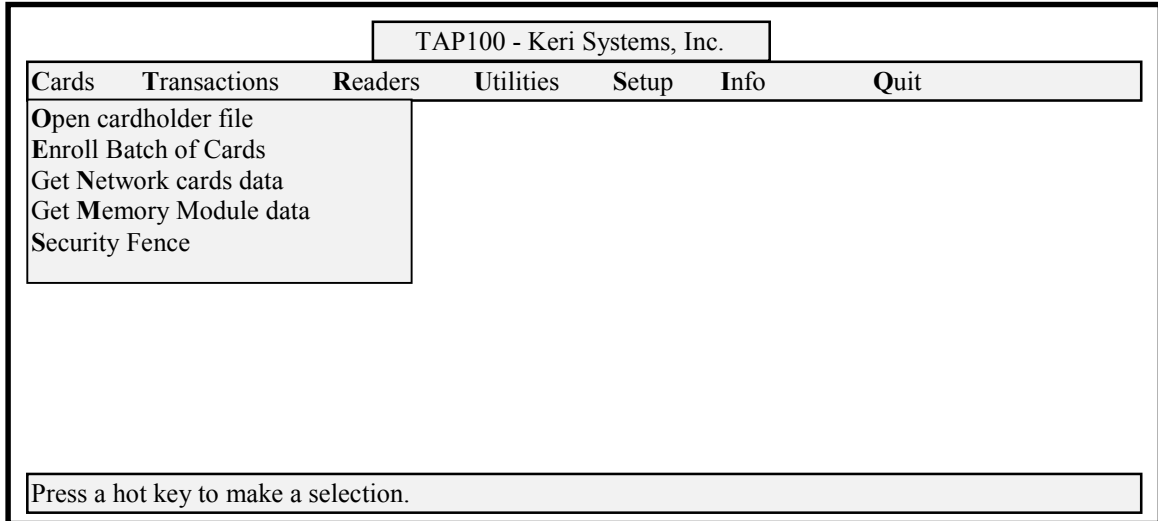 TAP100 - Keri Systems, Inc.
Cards Transactions Readers Utilities Setup Info Quit
Open cardholder file
Enroll Batch of Cards
Get Network cards data
Get Memory Module data
Security Fence
Press a hot key to make a selection.